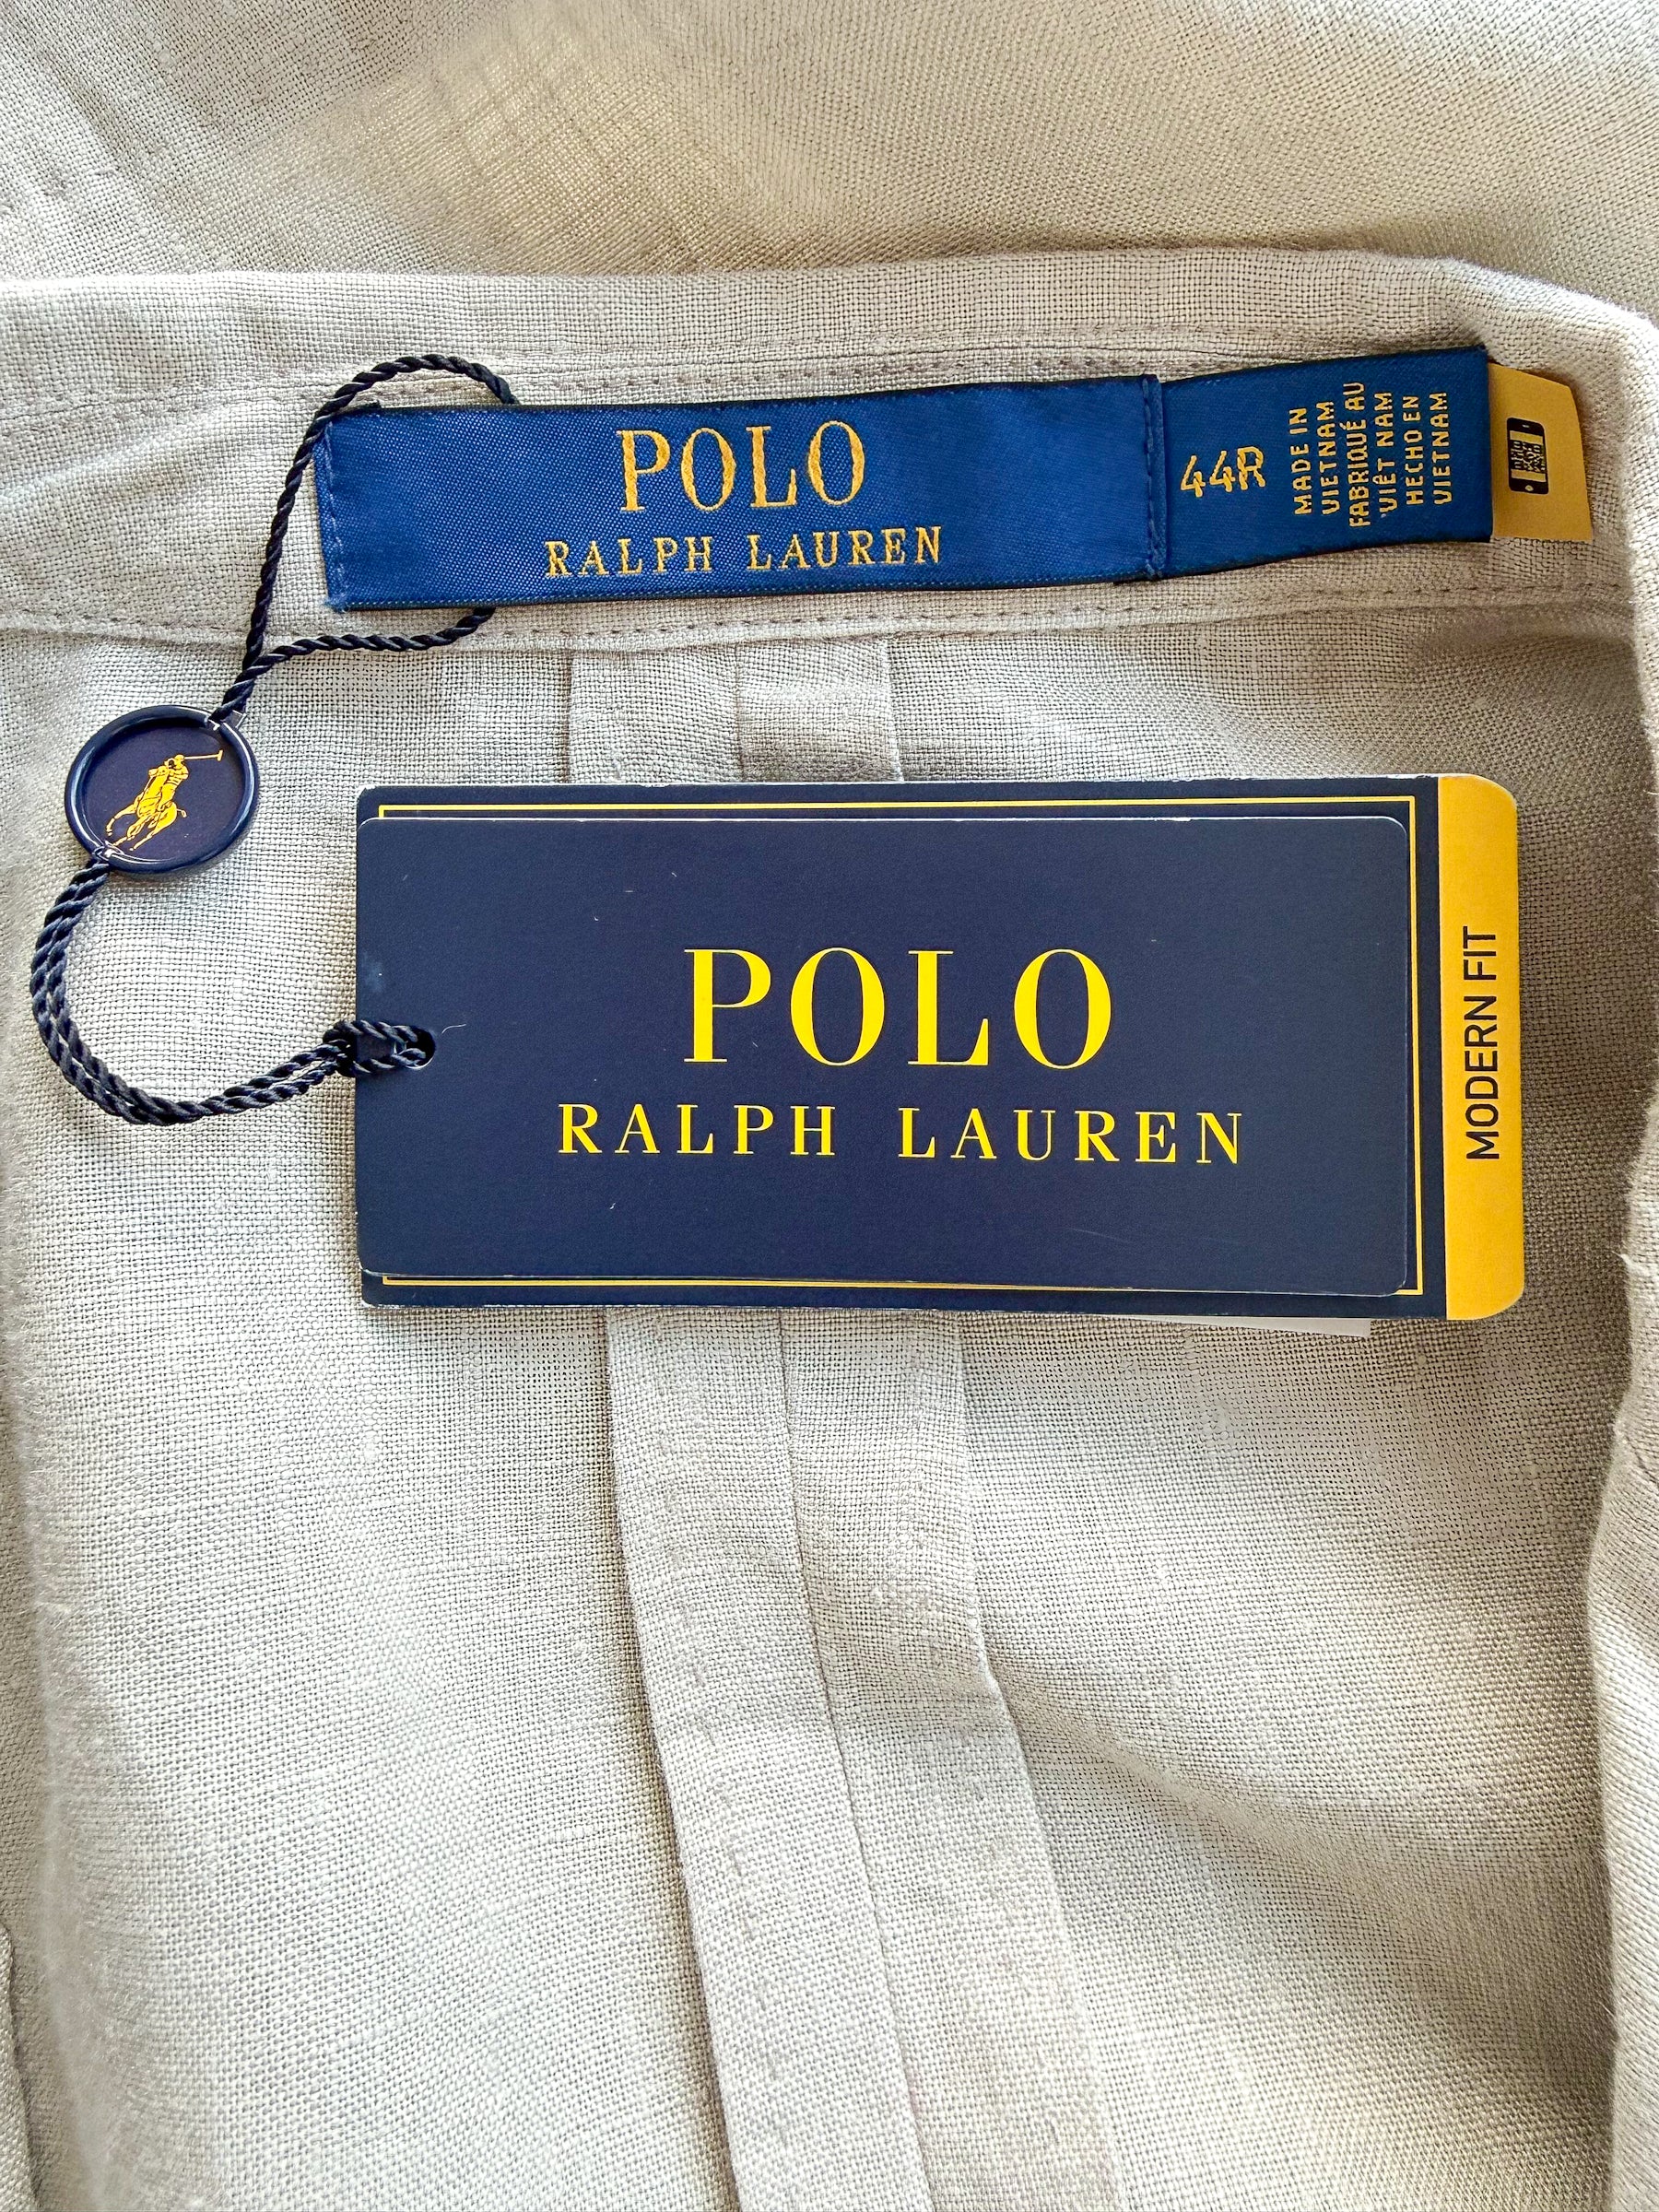 POLO
RALPH LAUREN
44R
MADE IN
VIETNAM
FABRIQUÉ AU
VIÊT NAM
HECHO EN
VIETNAM
POLO
RALPH LAUREN
MODERN FIT